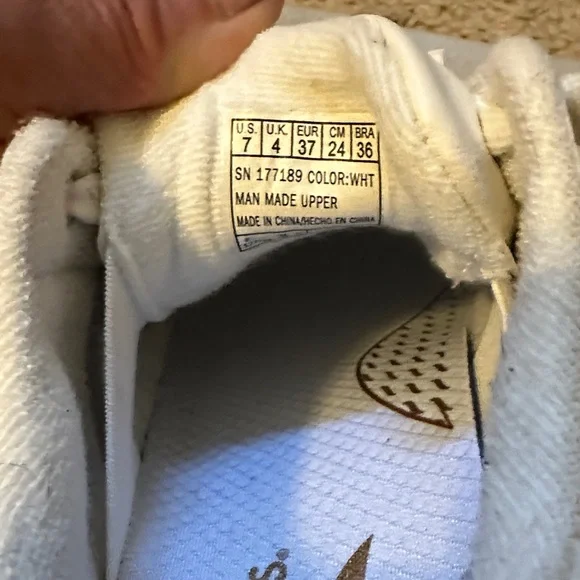 U.S. U.K. EUR CM BRA
7 4 37 24 36
SN 177189 COLOR:WHT
MAN MADE UPPER
MADE IN CHINA/HECHO EN CHINA
S.®